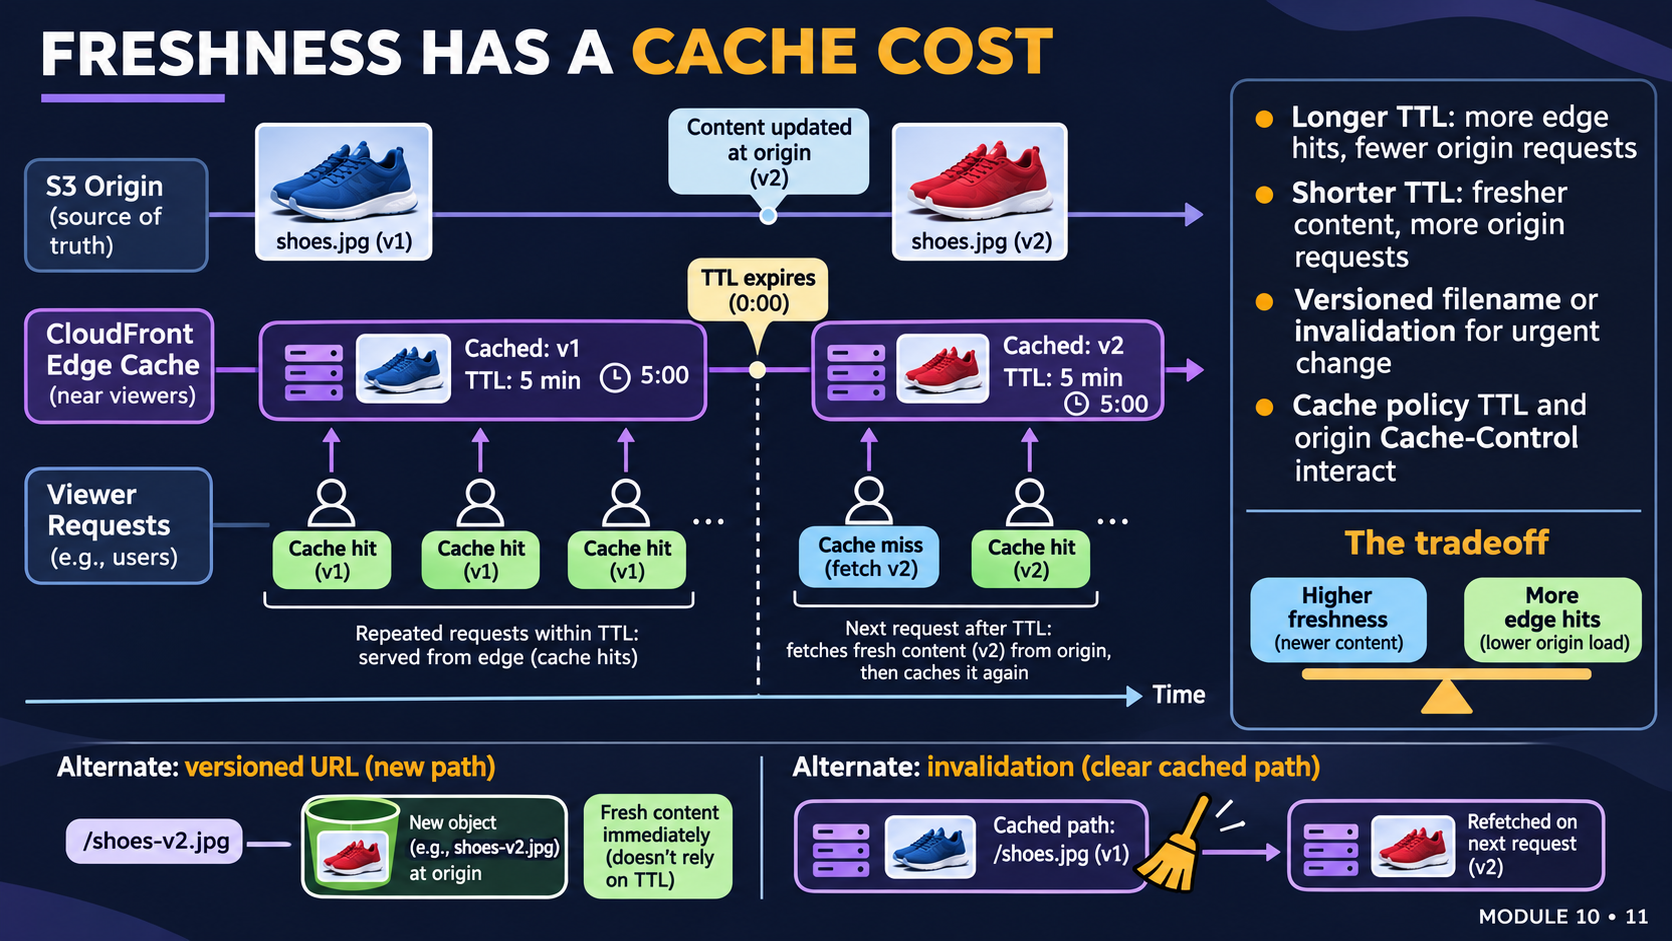 FRESHNESS HAS A CACHE COST
S3 Origin
(source of
truth)
shoes.jpg (v1)
Content updated
at origin
(v2)
shoes.jpg (v2)
TTL expires
(0:00)
CloudFront
Edge Cache
(near viewers)
Cached: v1
TTL: 5 min
5:00
Cached: v2
TTL: 5 min
5:00
Viewer
Requests
(e.g., users)
Cache hit
(v1)
Cache hit
(v1)
Cache hit
(v1)
...
Cache miss
(fetch v2)
Cache hit
(v2)
...
Repeated requests within TTL:
served from edge (cache hits)
Next request after TTL:
fetches fresh content (v2) from origin,
then caches it again
Time
Longer TTL: more edge
hits, fewer origin requests
Shorter TTL: fresher
content, more origin
requests
Versioned filename or
invalidation for urgent
change
Cache policy TTL and
origin Cache-Control
interact
The tradeoff
Higher
freshness
(newer content)
More
edge hits
(lower origin load)
Alternate: versioned URL (new path)
/shoes-v2.jpg
New object
(e.g., shoes-v2.jpg)
at origin
Fresh content
immediately
(doesn't rely
on TTL)
Alternate: invalidation (clear cached path)
Cached path:
/shoes.jpg (v1)
Refetched on
next request
(v2)
MODULE 10 • 11